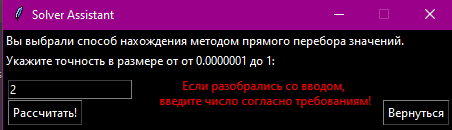 Solver Assistant
Вы выбрали способ нахождения методом прямого перебора значений.
Укажите точность в размере от от 0.0000001 до 1:
2
Если разобрались со вводом,
введите число согласно требованиям!
Рассчитать!
Вернуться